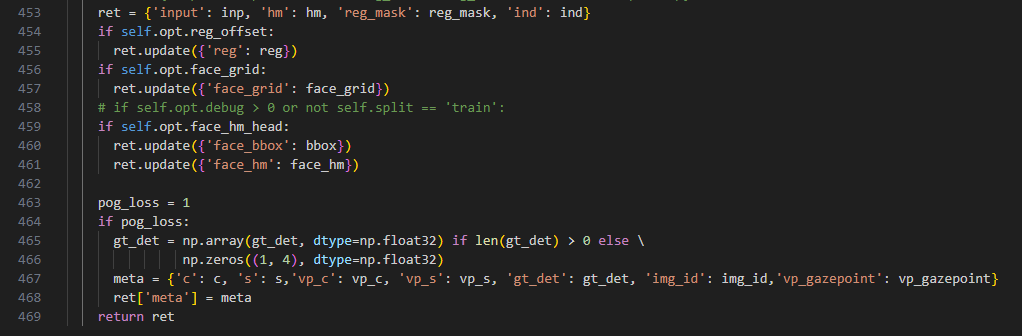 453 ret = {'input': inp, 'hm': hm, 'reg_mask': reg_mask, 'ind': ind}
454 if self.opt.reg_offset:
455 ret.update({'reg': reg})
456 if self.opt.face_grid:
457 ret.update({'face_grid': face_grid})
458 # if self.opt.debug > 0 or not self.split == 'train':
459 if self.opt.face_hm_head:
460 ret.update({'face_bbox': bbox})
461 ret.update({'face_hm': face_hm})
462
463 pog_loss = 1
464 if pog_loss:
465 gt_det = np.array(gt_det, dtype=np.float32) if len(gt_det) > 0 else \
466 np.zeros((1, 4), dtype=np.float32)
467 meta = {'c': c, 's': s,'vp_c': vp_c, 'vp_s': vp_s, 'gt_det': gt_det, 'img_id': img_id,'vp_gazepoint': vp_gazepoint}
468 ret['meta'] = meta
469 return ret